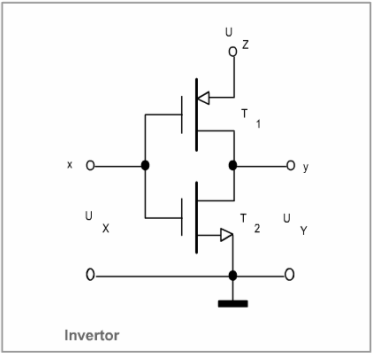 U Z
T 1
x
y
U X
T 2
U Y
Invertor